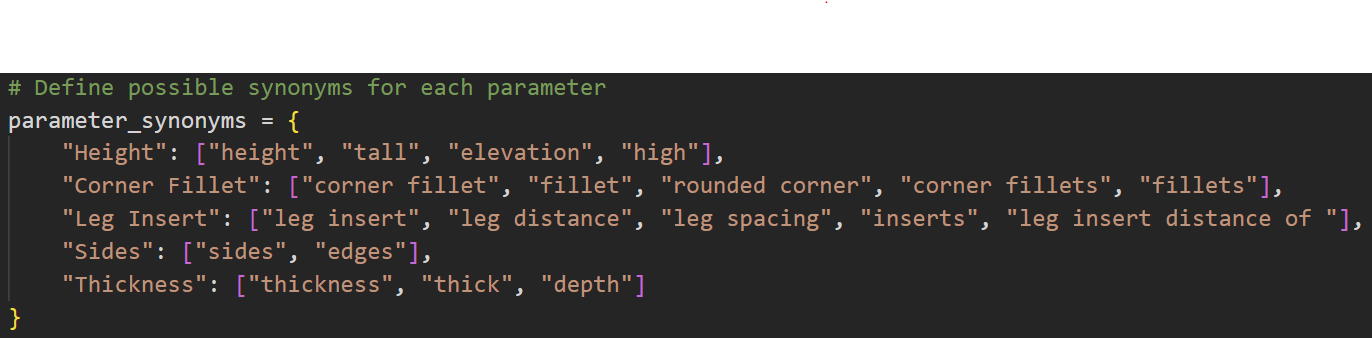 # Define possible synonyms for each parameter
parameter_synonyms = {
    "Height": ["height", "tall", "elevation", "high"],
    "Corner Fillet": ["corner fillet", "fillet", "rounded corner", "corner fillets", "fillets"],
    "Leg Insert": ["leg insert", "leg distance", "leg spacing", "inserts", "leg insert distance of "],
    "Sides": ["sides", "edges"],
    "Thickness": ["thickness", "thick", "depth"]
}